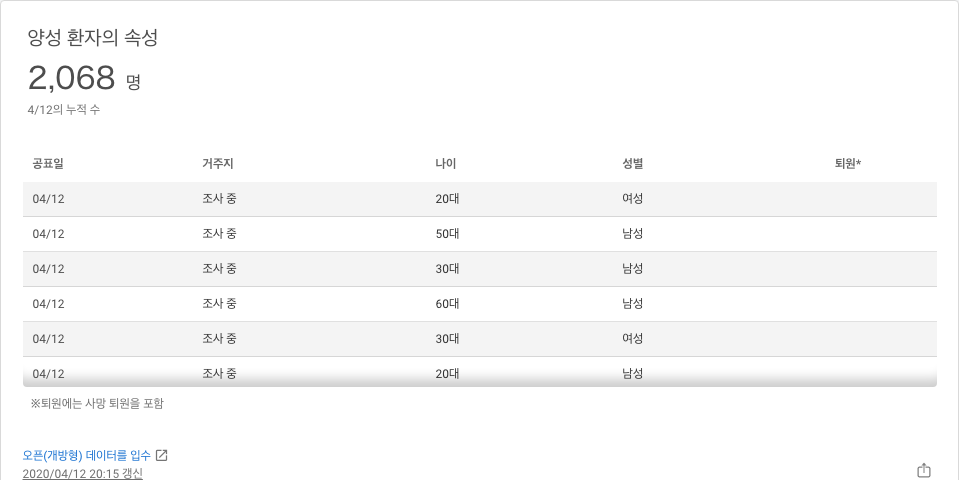 양성 환자의 속성
2,068 명
4/12의 누적 수
공표일 거주지 나이 성별 퇴원*
04/12 조사 중 20대 여성
04/12 조사 중 50대 남성
04/12 조사 중 30대 남성
04/12 조사 중 60대 남성
04/12 조사 중 30대 여성
04/12 조사 중 20대 남성
※퇴원에는 사망 퇴원을 포함
오픈(개방형) 데이터를 입수
2020/04/12 20:15 갱신